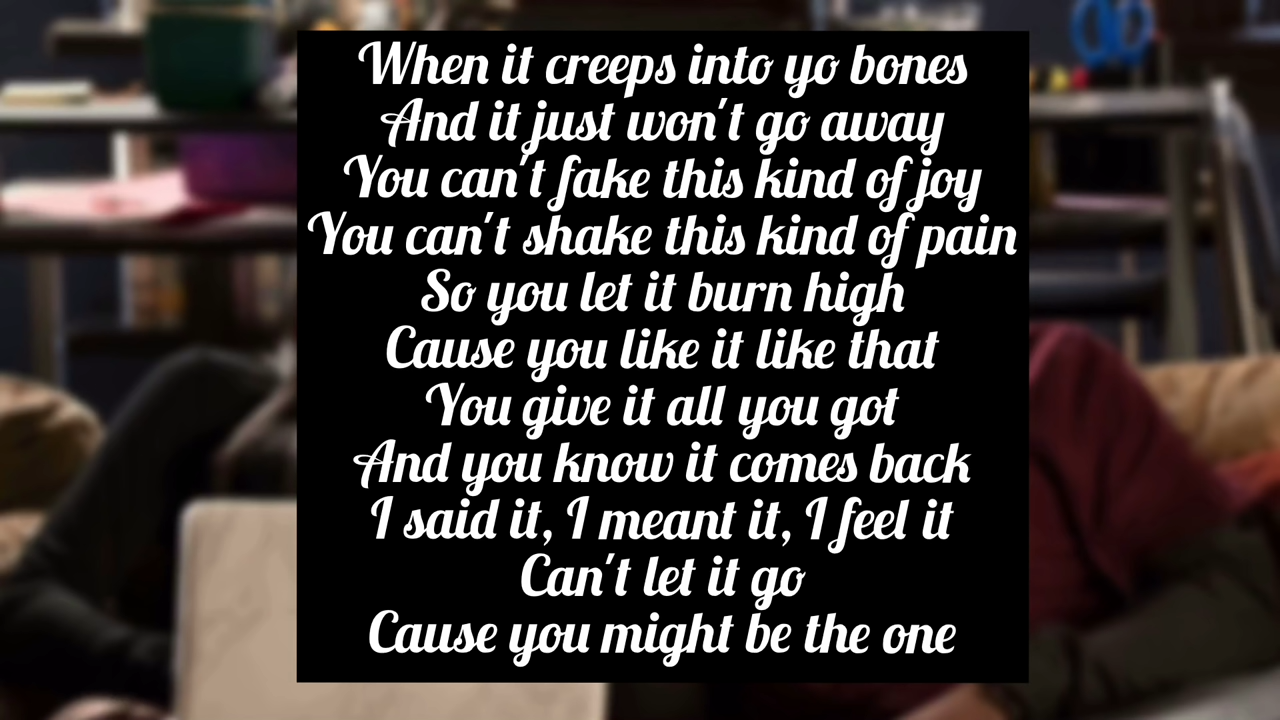 When it creeps into yo bones
And it just won't go away
You can't fake this kind of joy
You can't shake this kind of pain
So you let it burn high
Cause you like it like that
You give it all you got
And you know it comes back
I said it, I meant it, I feel it
Can't let it go
Cause you might be the one